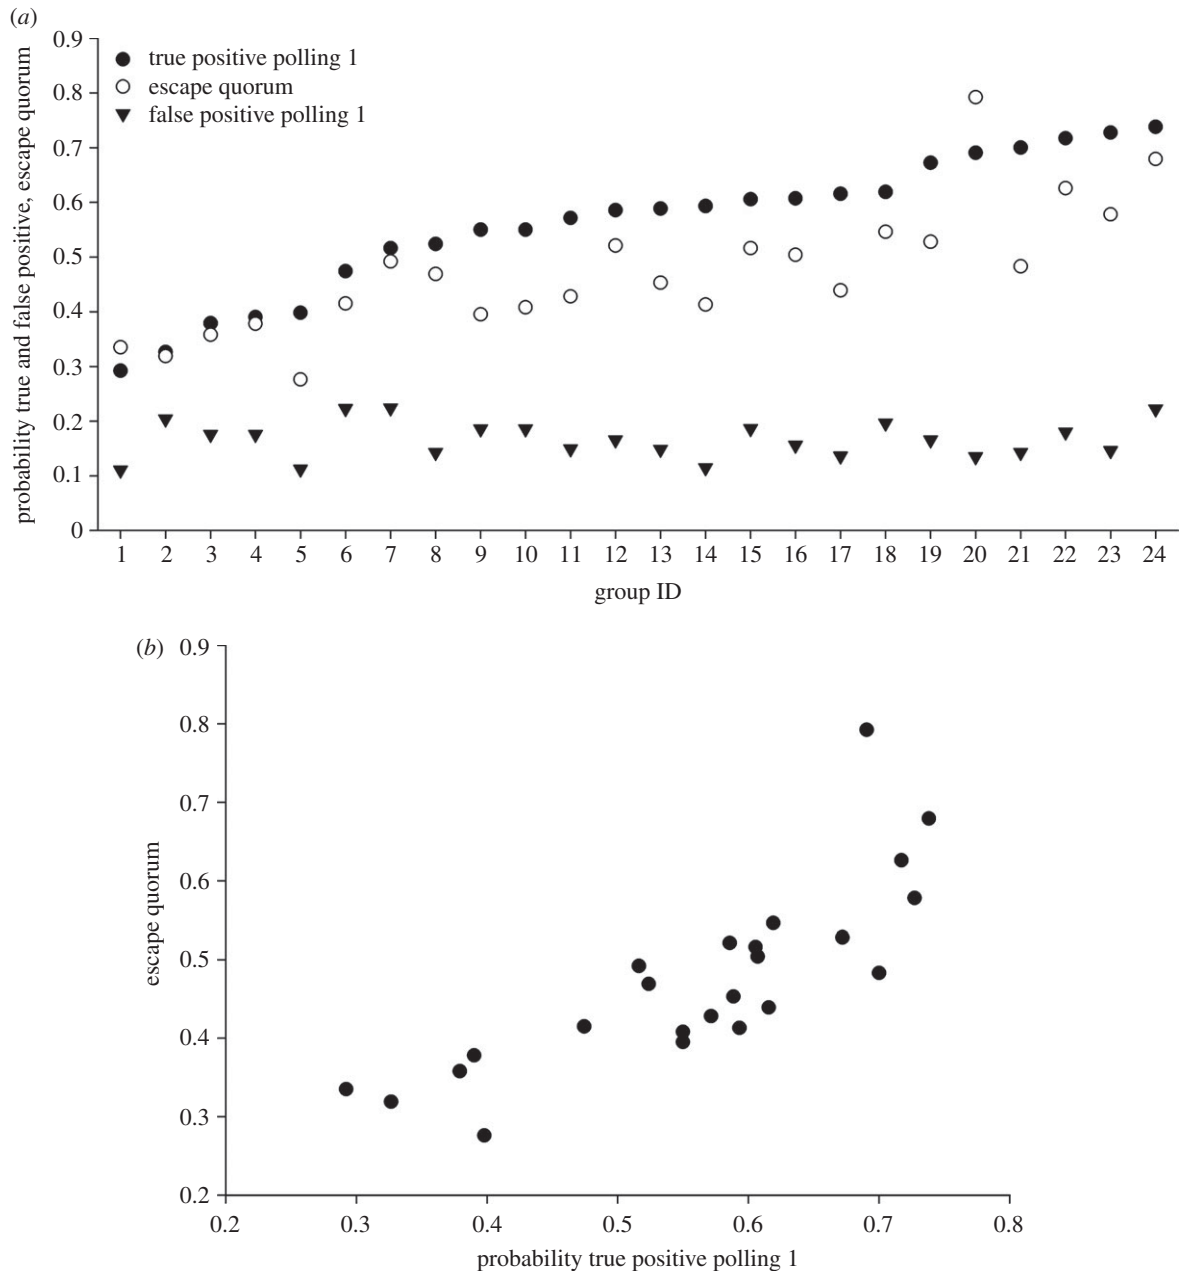 (a)
probability true and false positive, escape quorum
0.9
0.8
0.7
0.6
0.5
0.4
0.3
0.2
0.1
0
true positive polling 1
escape quorum
false positive polling 1
1 2 3 4 5 6 7 8 9 10 11 12 13 14 15 16 17 18 19 20 21 22 23 24
group ID
(b)
escape quorum
0.9
0.8
0.7
0.6
0.5
0.4
0.3
0.2
0.2 0.3 0.4 0.5 0.6 0.7 0.8
probability true positive polling 1